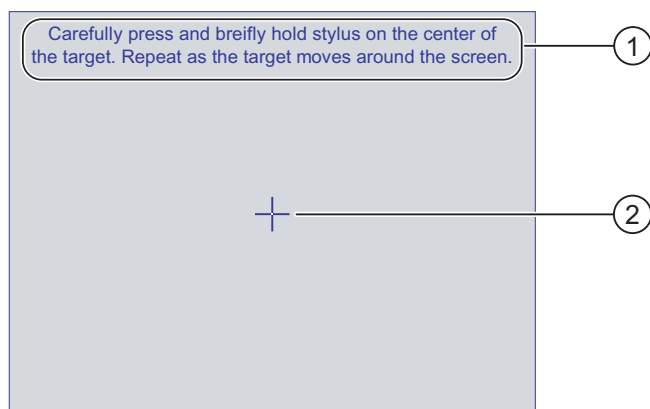 Carefully press and breifly hold stylus on the center of
the target. Repeat as the target moves around the screen.
1
2